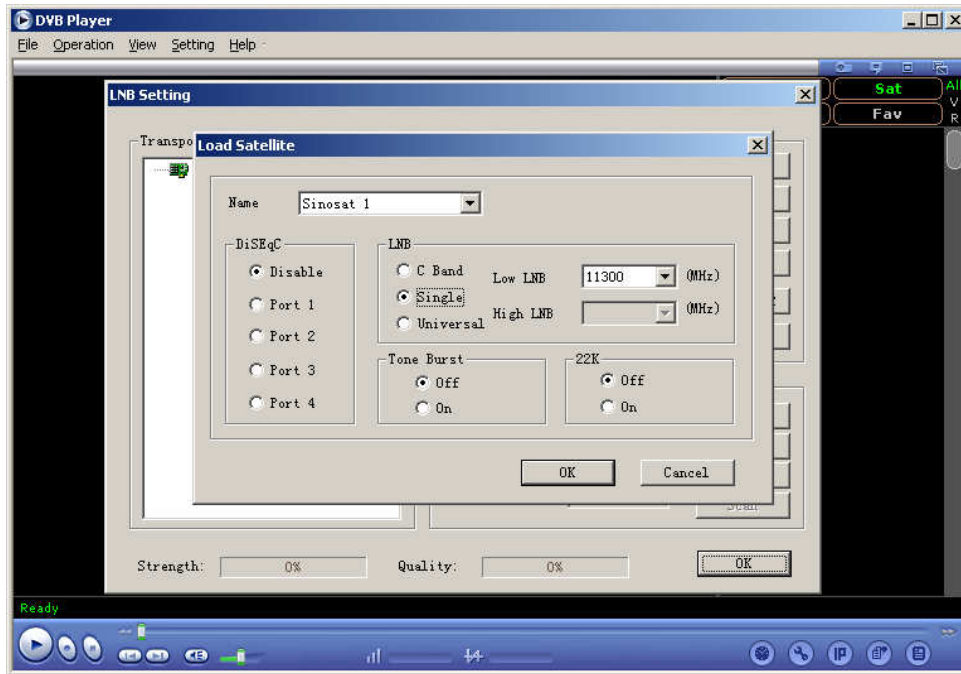 DVB Player
File Operation View Setting Help
Sat
All
Fav
V
R
LNB Setting
Transpo
Load Satellite
Name Sinosat 1
DiSEqC
Disable
Port 1
Port 2
Port 3
Port 4
LNB
C Band
Single
Universal
Low LNB 11300 (MHz)
High LNB (MHz)
Tone Burst
Off
On
22K
Off
On
OK Cancel
Scan
Strength: 0% Quality: 0% OK
Ready
IP